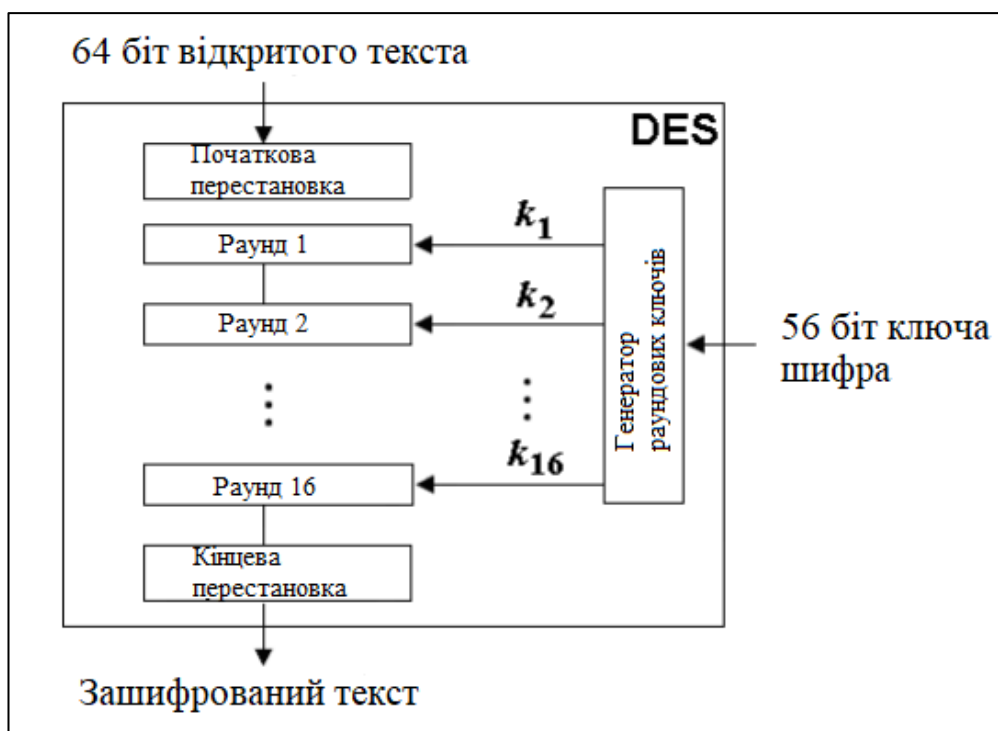 64 біт відкритого текста
DES
Початкова
перестановка
k1
Раунд 1
k2
Раунд 2
Генератор
раундових ключів
56 біт ключа
шифра
k16
Раунд 16
Кінцева
перестановка
Зашифрований текст